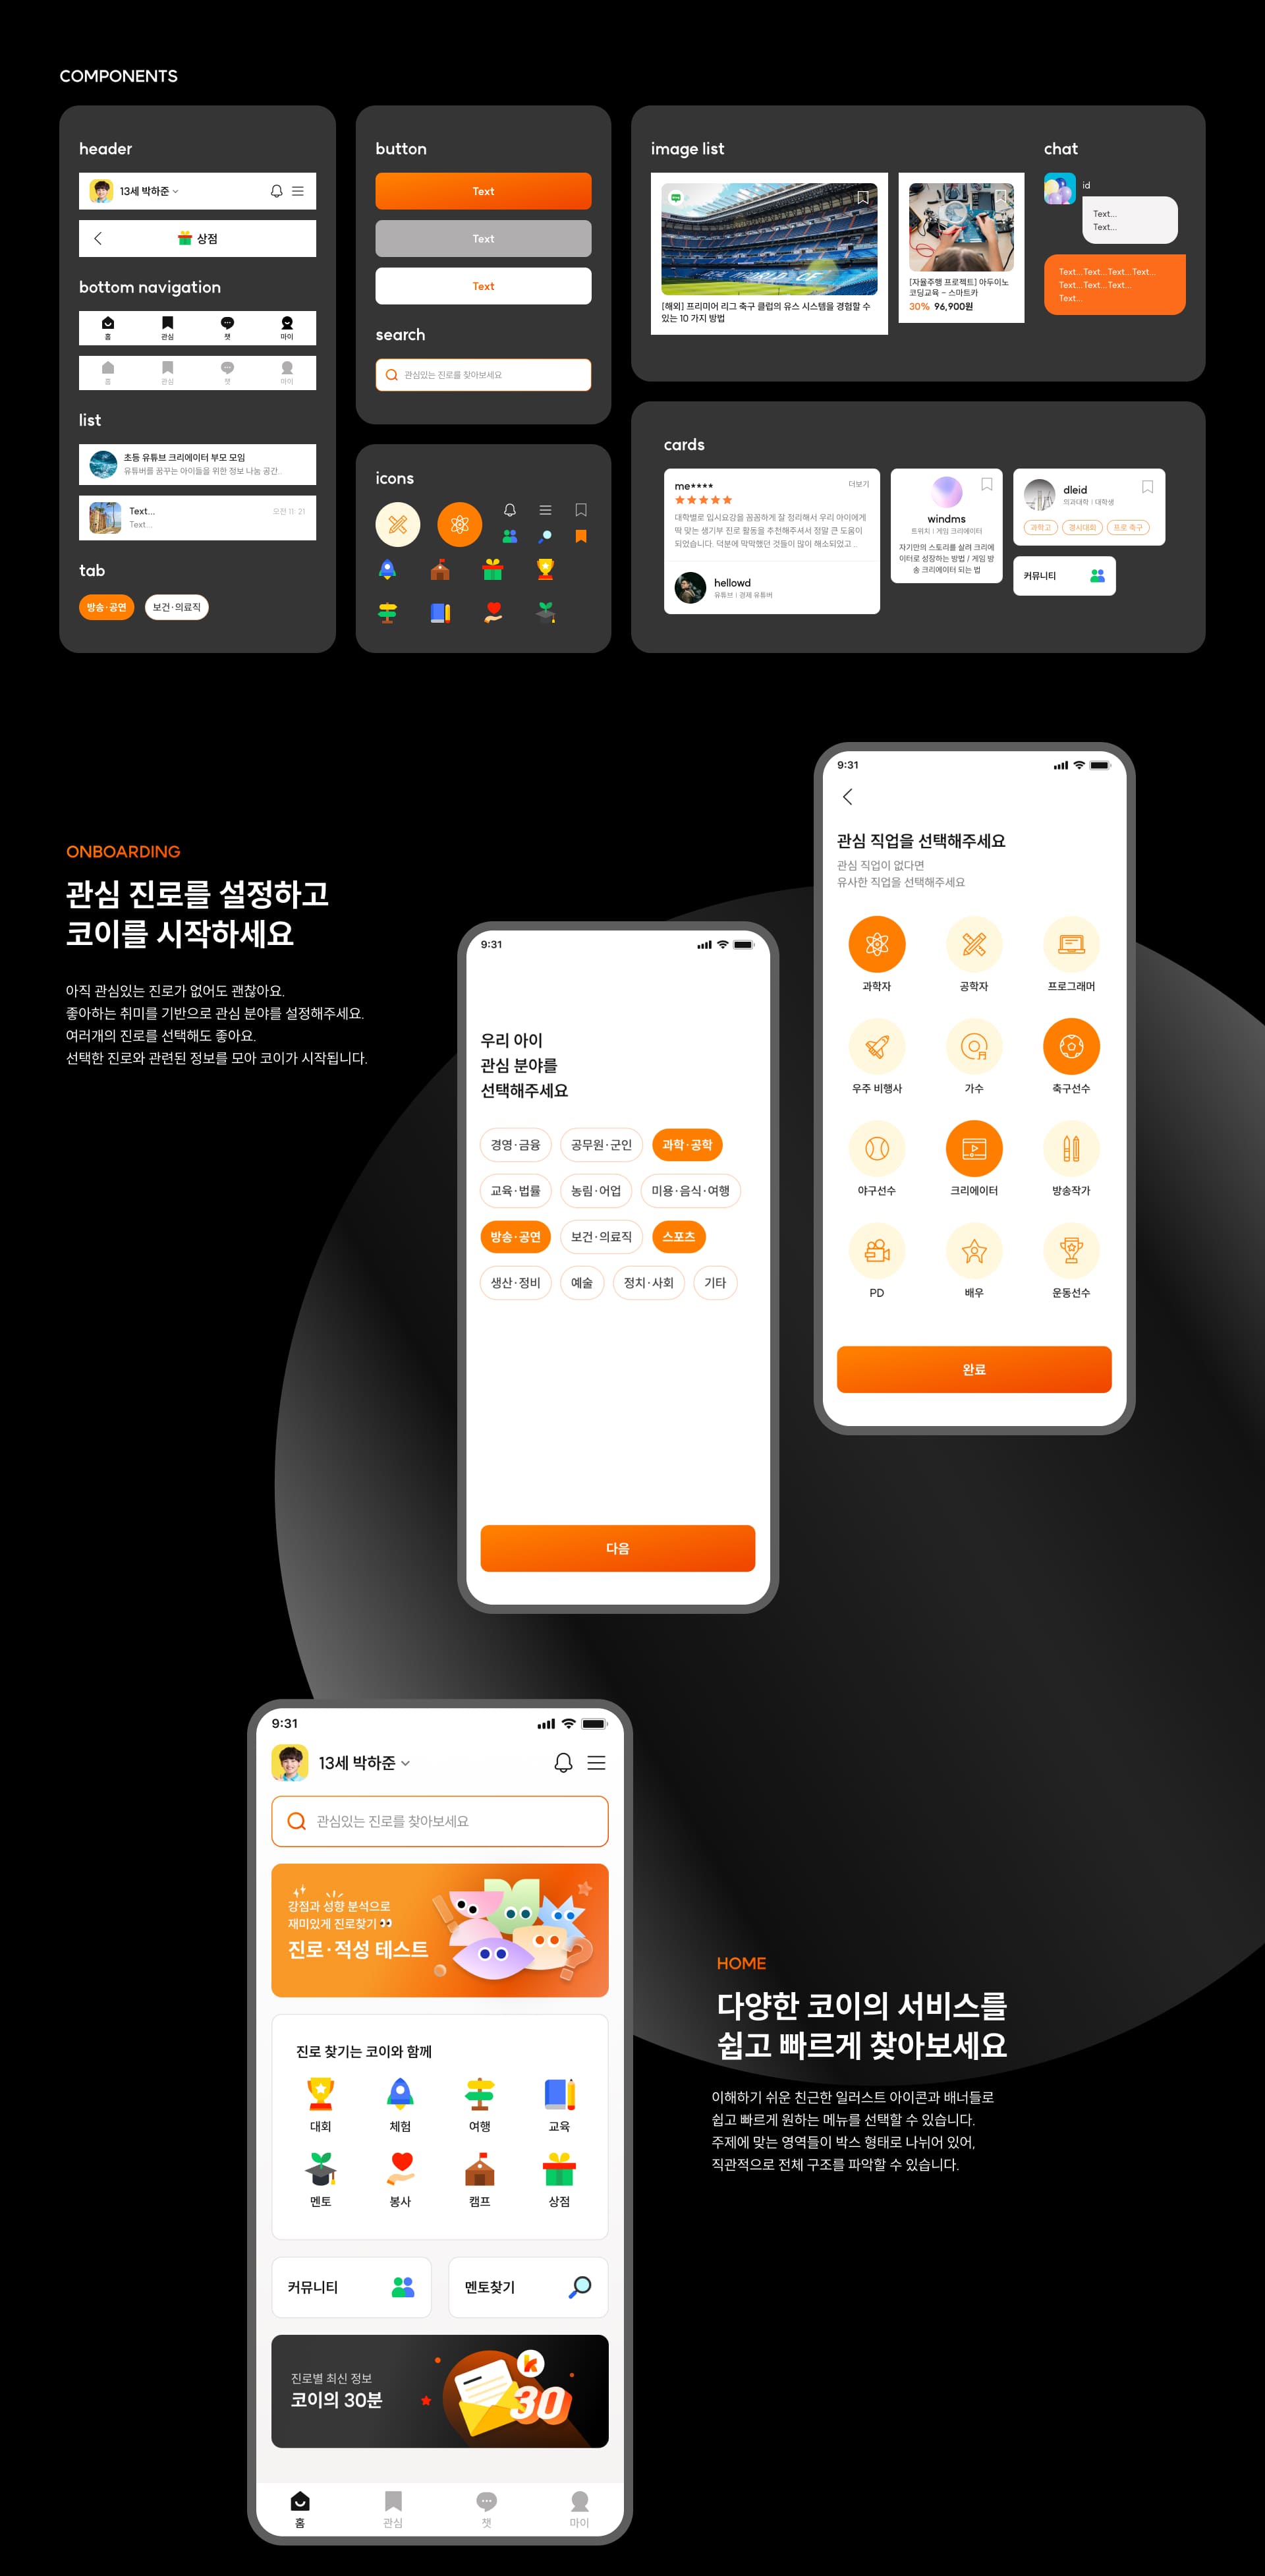 COMPONENTS
header
13세 박하준
상점
bottom navigation
홈 관심 챗 마이
홈 관심 챗 마이
list
초등 유튜브 크리에이터 부모 모임
유튜버를 꿈꾸는 아이들을 위한 정보 나눔 공간..
Text...
오전 11: 21
Text...
tab
방송·공연 보건·의료직
button
Text
Text
Text
search
관심있는 진로를 찾아보세요
icons
image list
[해외] 프리미어 리그 축구 클럽의 유스 시스템을 경험할 수
있는 10 가지 방법
[자율주행 프로젝트] 아두이노
코딩교육 - 스마트카
30% 96,900원
chat
id
Text...
Text...
Text...Text...Text...Text...
Text...Text...Text...
Text...
cards
me****
더보기
대학별로 입시요강을 꼼꼼하게 잘 정리해서 우리 아이에게
딱 맞는 생기부 진로 활동을 추천해주셔서 정말 큰 도움이
되었습니다. 덕분에 막막했던 것들이 많이 해소되었고 ..
hellowd
유튜브 | 경제 유튜버
windms
트위치 | 게임 크리에이터
자기만의 스토리를 살려 크리에
이터로 성장하는 방법 / 게임 방
송 크리에이터 되는 법
dleid
의과대학 | 대학생
과학고 경시대회 프로 축구
커뮤니티
ONBOARDING
관심 진로를 설정하고
코이를 시작하세요
아직 관심있는 진로가 없어도 괜찮아요.
좋아하는 취미를 기반으로 관심 분야를 설정해주세요.
여러개의 진로를 선택해도 좋아요.
선택한 진로와 관련된 정보를 모아 코이가 시작됩니다.
9:31
우리 아이
관심 분야를
선택해주세요
경영·금융 공무원·군인 과학·공학
교육·법률 농림·어업 미용·음식·여행
방송·공연 보건·의료직 스포츠
생산·정비 예술 정치·사회 기타
다음
9:31
관심 직업을 선택해주세요
관심 직업이 없다면
유사한 직업을 선택해주세요
과학자 공학자 프로그래머
우주 비행사 가수 축구선수
야구선수 크리에이터 방송작가
PD 배우 운동선수
완료
9:31
13세 박하준
관심있는 진로를 찾아보세요
강점과 성향 분석으로
재미있게 진로찾기
진로·적성 테스트
진로 찾기는 코이와 함께
대회 체험 여행 교육
멘토 봉사 캠프 상점
커뮤니티 멘토찾기
진로별 최신 정보
코이의 30분
k
30
홈 관심 챗 마이
HOME
다양한 코이의 서비스를
쉽고 빠르게 찾아보세요
이해하기 쉬운 친근한 일러스트 아이콘과 배너들로
쉽고 빠르게 원하는 메뉴를 선택할 수 있습니다.
주제에 맞는 영역들이 박스 형태로 나뉘어 있어,
직관적으로 전체 구조를 파악할 수 있습니다.